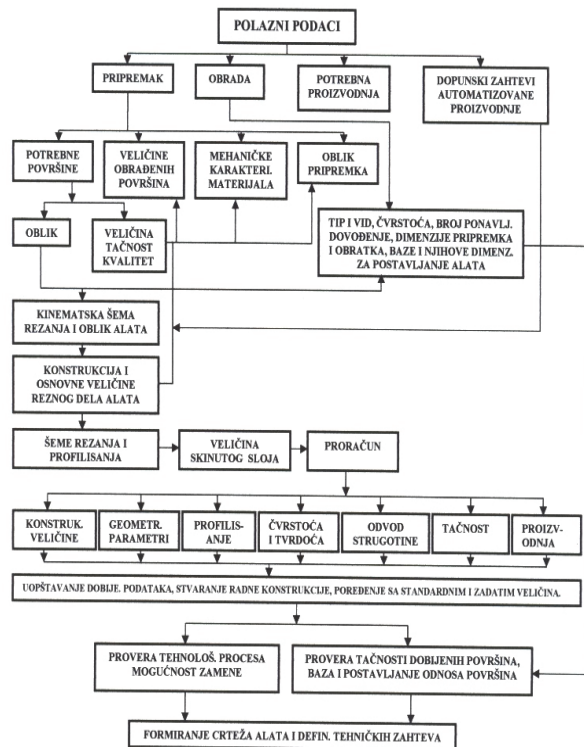 POLAZNI PODACI
PRIPREMAK
OBRADA
POTREBNA
PROIZVODNJA
DOPUNSKI ZAHTEVI
AUTOMATIZOVANE
PROIZVODNJE
POTREBNE
POVRŠINE
VELIČINE
OBRAĐENIH
POVRŠINA
MEHANIČKE
KARAKTERI.
MATERIJALA
OBLIK
PRIPREMKA
OBLIK
VELIČINA
TAČNOST
KVALITET
TIP I VID, ČVRSTOĆA, BROJ PONAVLJ.
DOVOĐENJE, DIMENZIJE PRIPREMKA
I OBRATKA, BAZE I NJIHOVE DIMENZ.
ZA POSTAVLJANJE ALATA
KINEMATSKA ŠEMA
REZANJA I OBLIK ALATA
KONSTRUKCIJA I
OSNOVNE VELIČINE
REZNOG DELA ALATA
ŠEME REZANJA I
PROFILISANJA
VELIČINA
SKINUTOG SLOJA
PRORAČUN
KONSTRUK.
VELIČINE
GEOMETR.
PARAMETRI
PROFILIS-
ANJE
ČVRSTOĆA
I TVRDOĆA
ODVOD
STRUGOTINE
TAČNOST
PROIZV-
ODNJA
UOPŠTAVANJE DOBIJE. PODATAKA, STVARANJE RADNE KONSTRUKCIJE, POREĐENJE SA STANDARDNIM I ZADATIM VELIČINA.
PROVERA TEHNOLOŠ. PROCESA
MOGUĆNOST ZAMENE
PROVERA TAČNOSTI DOBIJENIH POVRŠINA,
BAZA I POSTAVLJANJE ODNOSA POVRŠINA
FORMIRANJE CRTEŽA ALATA I DEFIN. TEHNIČKIH ZAHTEVA